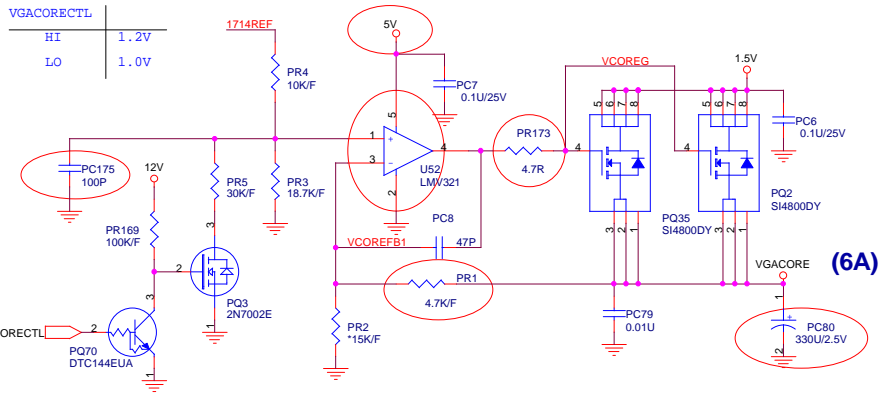 VGACORECTL
HI 1.2V
LO 1.0V
1714REF
5V
PR4
10K/F
PC7
0.1U/25V
VCOREG
1.5V
5 6 7 8
5 6 7 8
PC6
0.1U/25V
PC175
100P
12V
PR5
30K/F
PR3
18.7K/F
1
3
5
4
2
+
-
U52
LMV321
PR173
4.7R
4
4
PQ35
SI4800DY
PQ2
SI4800DY
3 2 1
3 2 1
PR169
100K/F
3
2
1
PQ3
2N7002E
VCOREFB1
PC8
47P
PR1
4.7K/F
VGACORE
(6A)
PR2
*15K/F
PC79
0.01U
1
+
2
PC80
330U/2.5V
ORECTL
2
3
1
PQ70
DTC144EUA